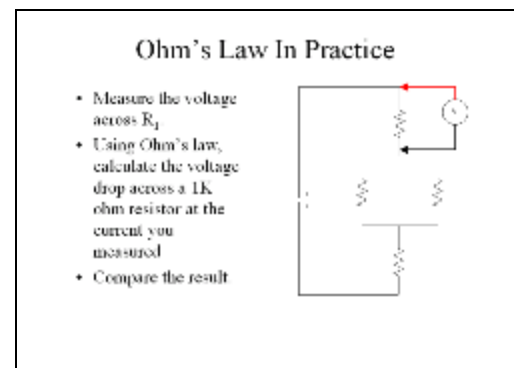 Ohm's Law In Practice
• Measure the voltage
across R1
• Using Ohm's law,
calculate the voltage
drop across a 1K
ohm resistor at the
current you
measured
• Compare the result